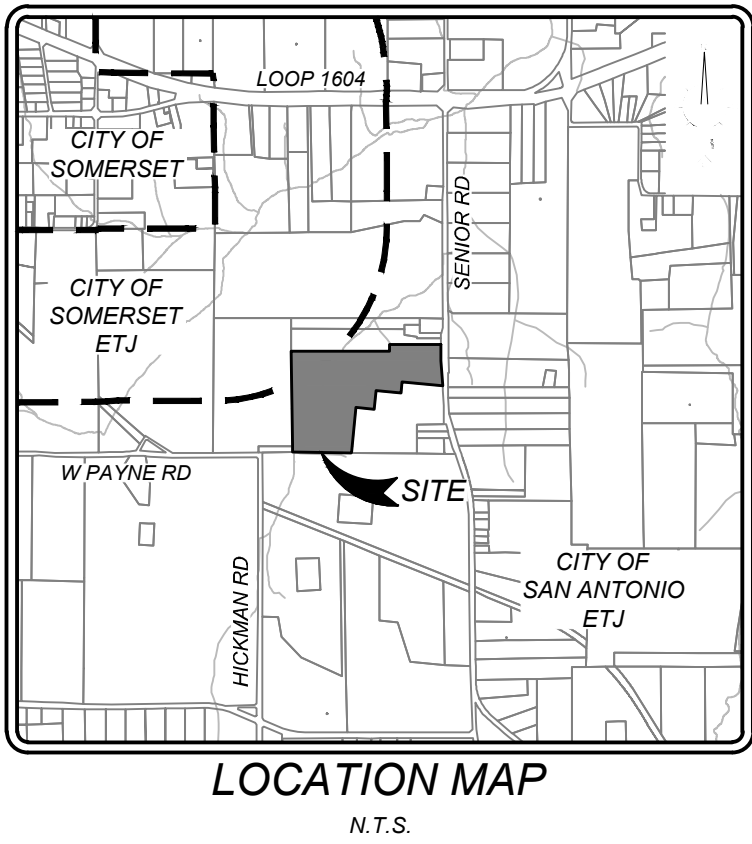 LOOP 1604
CITY OF
SOMERSET
SENIOR RD
CITY OF
SOMERSET
ETJ
W PAYNE RD
SITE
HICKMAN RD
CITY OF
SAN ANTONIO
ETJ
LOCATION MAP
N.T.S.